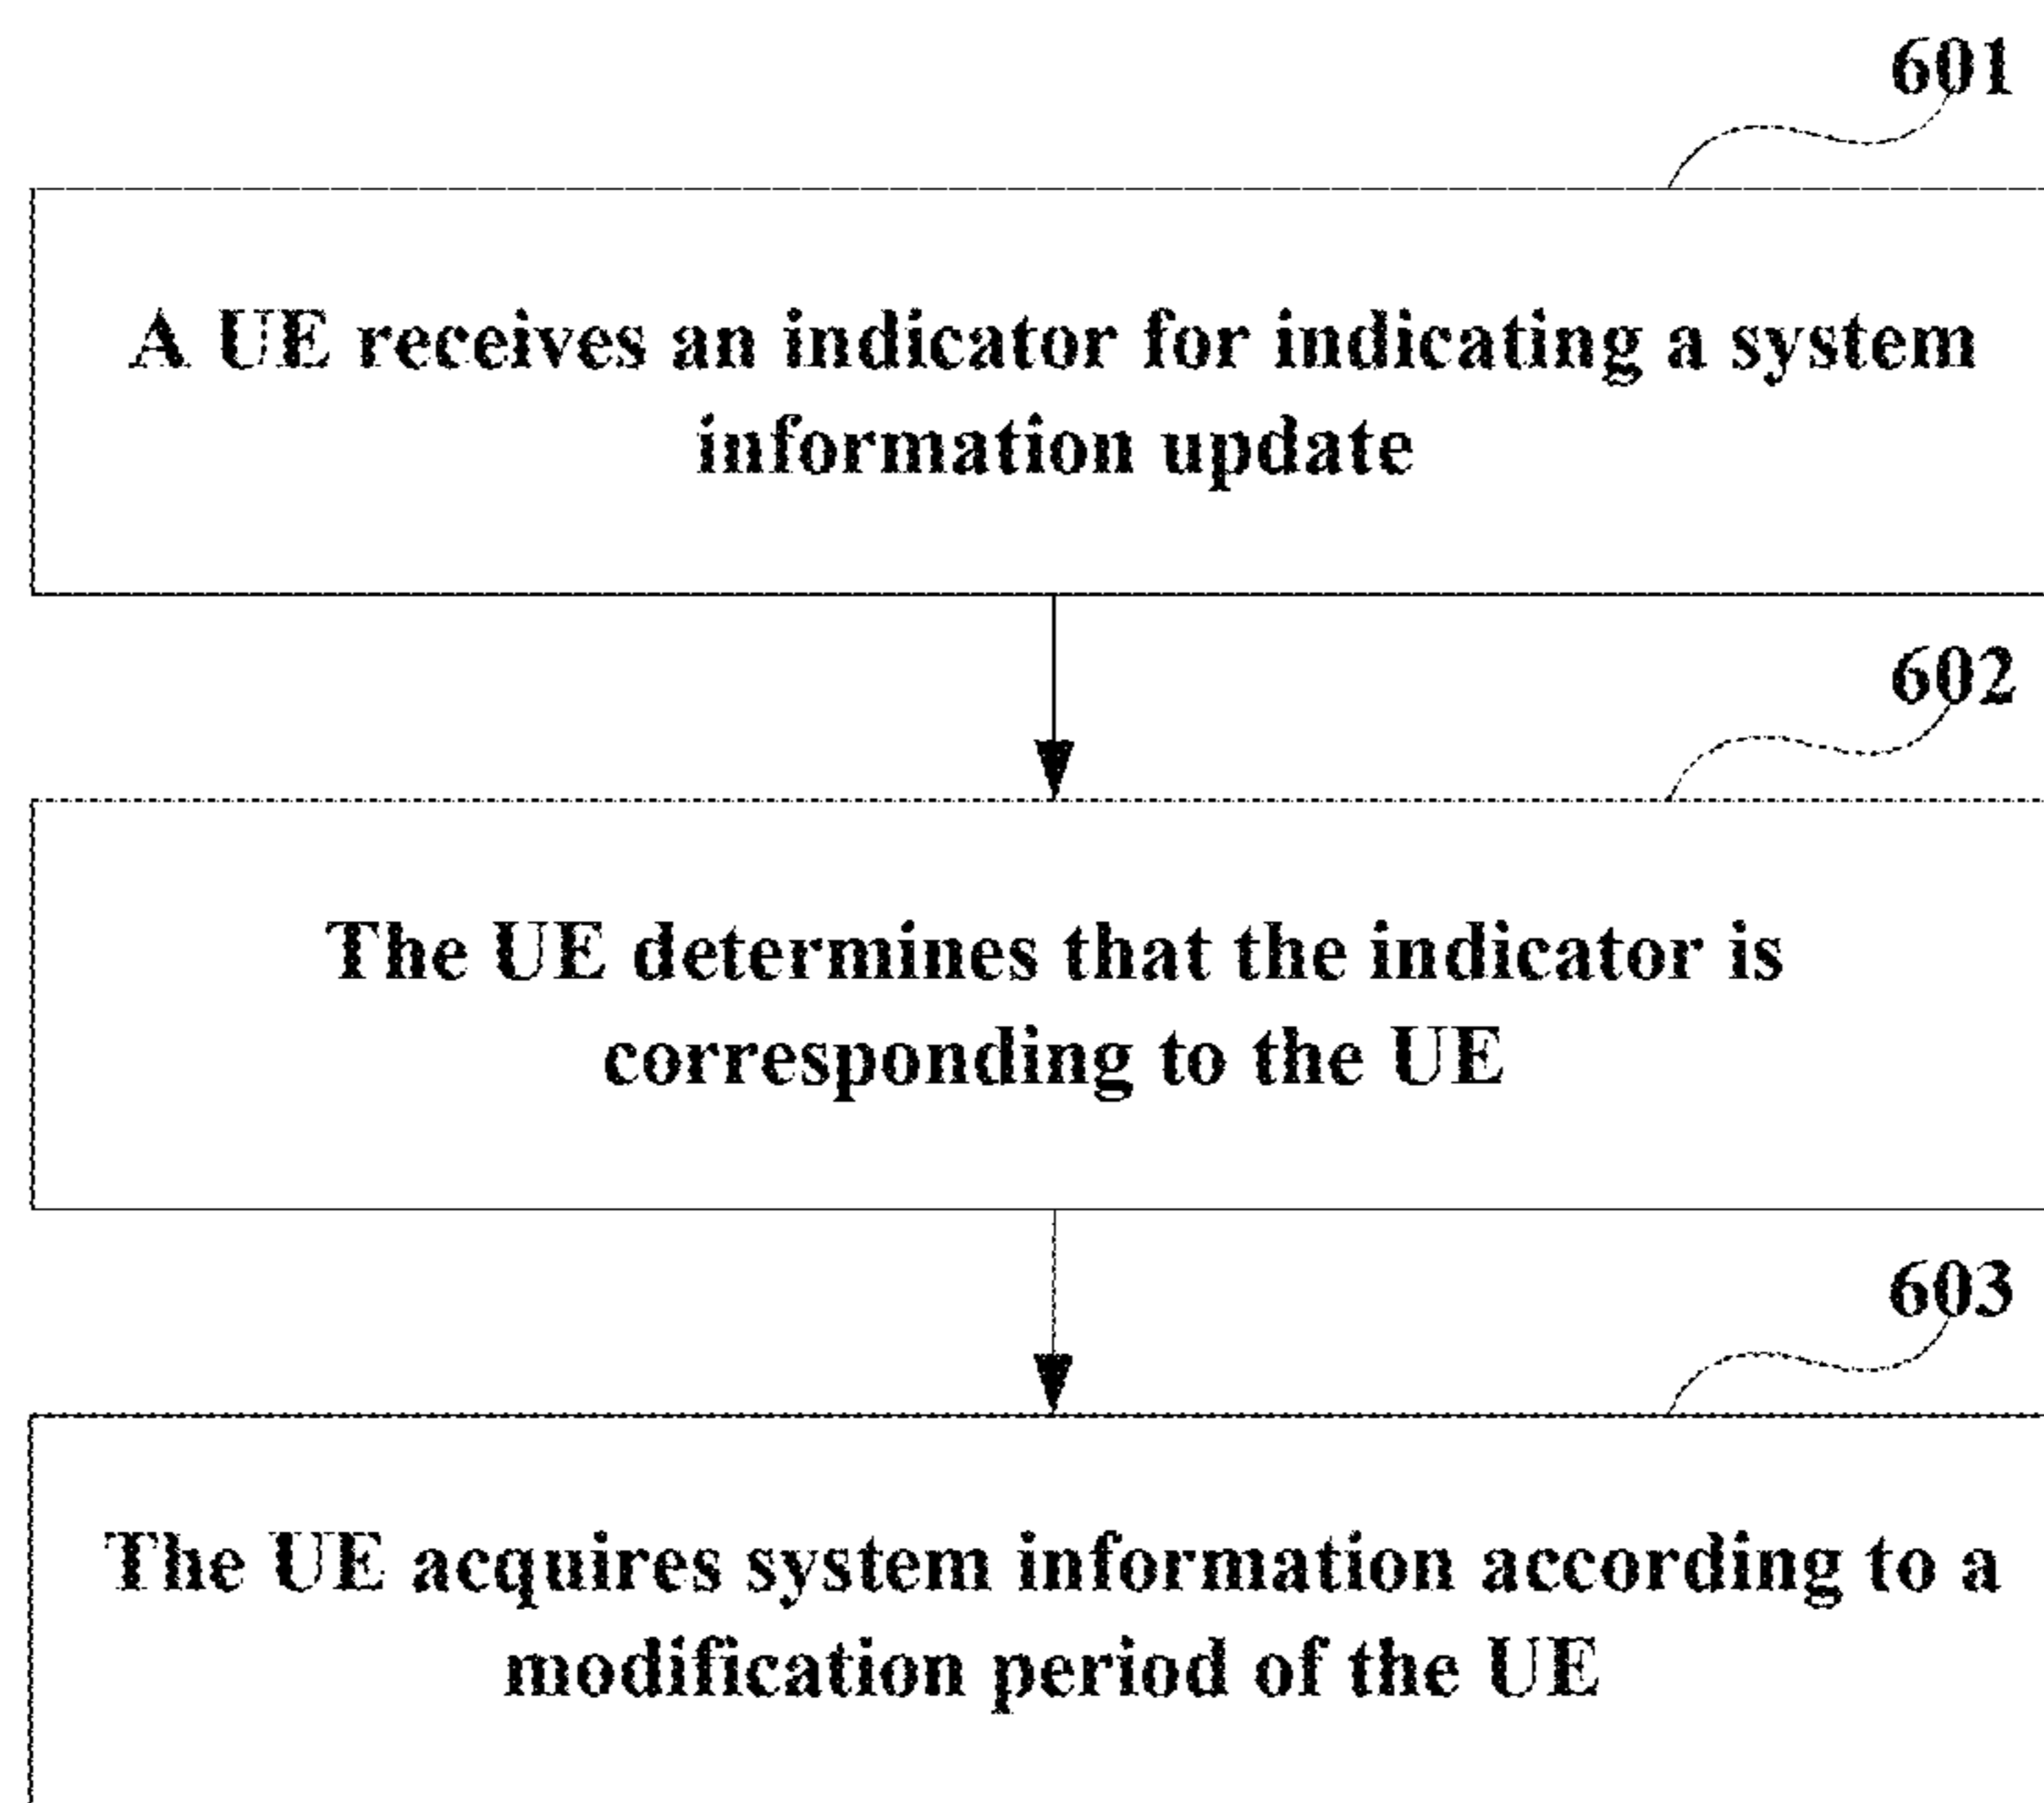 601
A UE receives an indicator for indicating a system
information update
602
The UE determines that the indicator is
corresponding to the UE
603
The UE acquires system information according to a
modification period of the UE